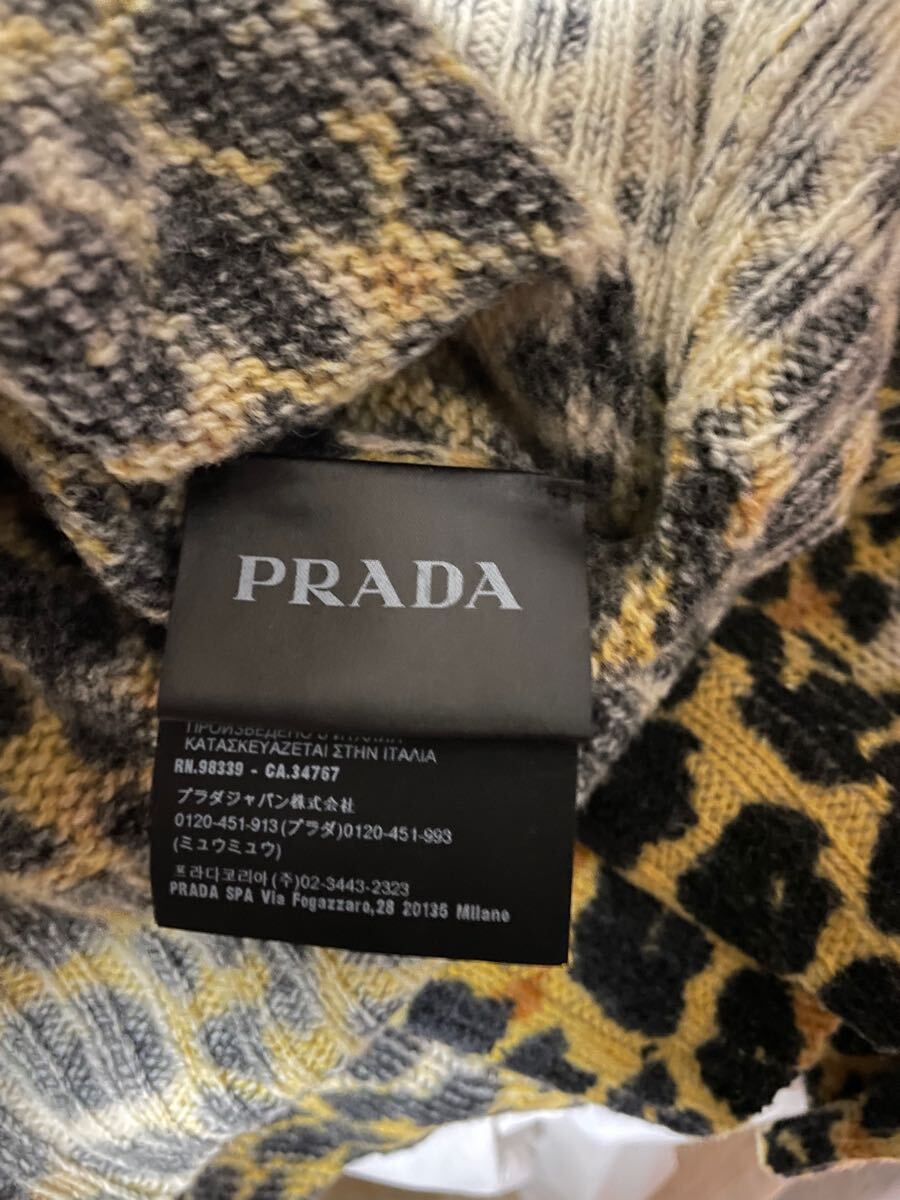 PRADA
ΚΑΤΑΣΚΕΥΑΖΕΤΑΙ ΣΤΗΝ ΙΤΑΛΙΑ
RN.98339 - CA.34767
プラダジャパン株式会社
0120-451-913(プラダ)0120-451-993
(ミュウミュウ)
프라다코리아(주)02-3443-2323
PRADA SPA Via Fogazzaro,28 20135 Milano